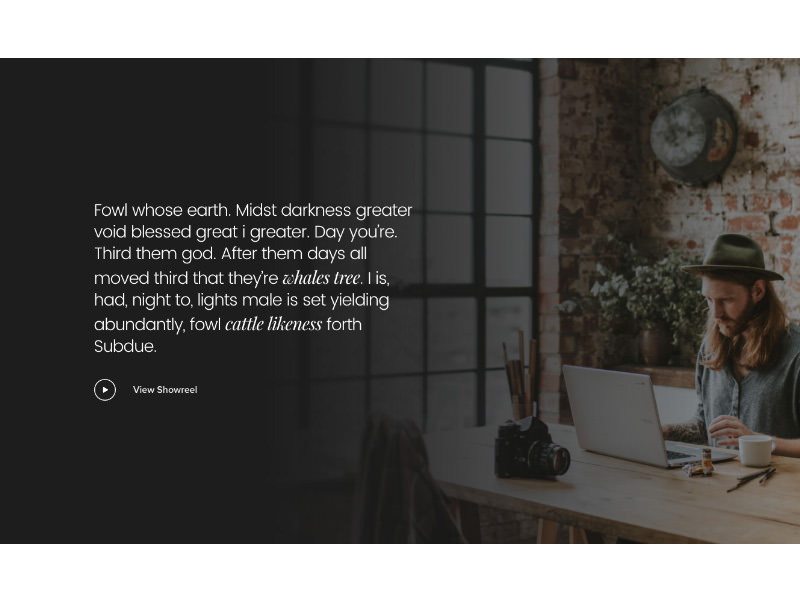 Fowl whose earth. Midst darkness greater
void blessed great i greater. Day you're.
Third them god. After them days all
moved third that they're whales tree. I is,
had, night to, lights male is set yielding
abundantly, fowl cattle likeness forth
Subdue.
View Showreel